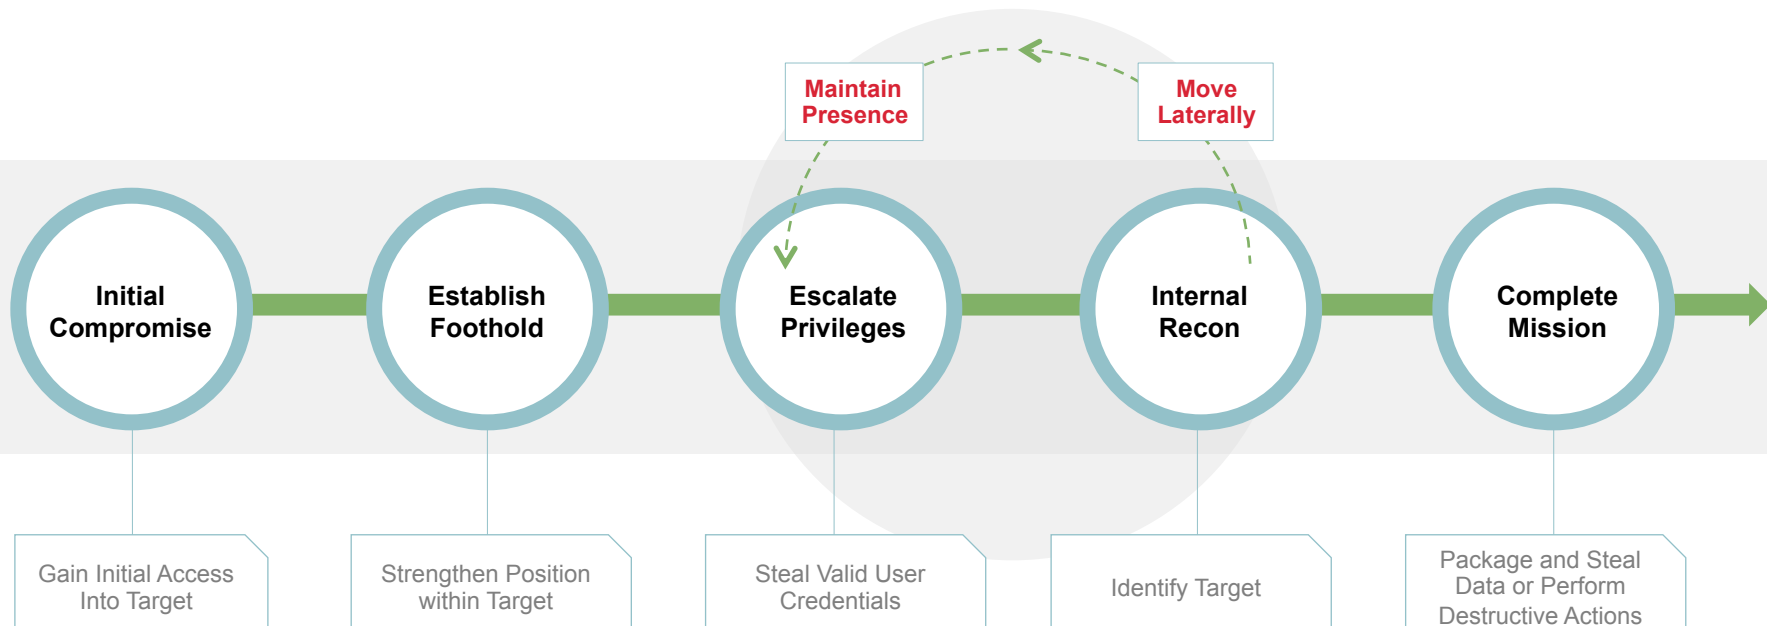 Maintain
Presence
Move
Laterally
Initial
Compromise
Establish
Foothold
Escalate
Privileges
Internal
Recon
Complete
Mission
Gain Initial Access
Into Target
Strengthen Position
within Target
Steal Valid User
Credentials
Identify Target
Package and Steal
Data or Perform
Destructive Actions